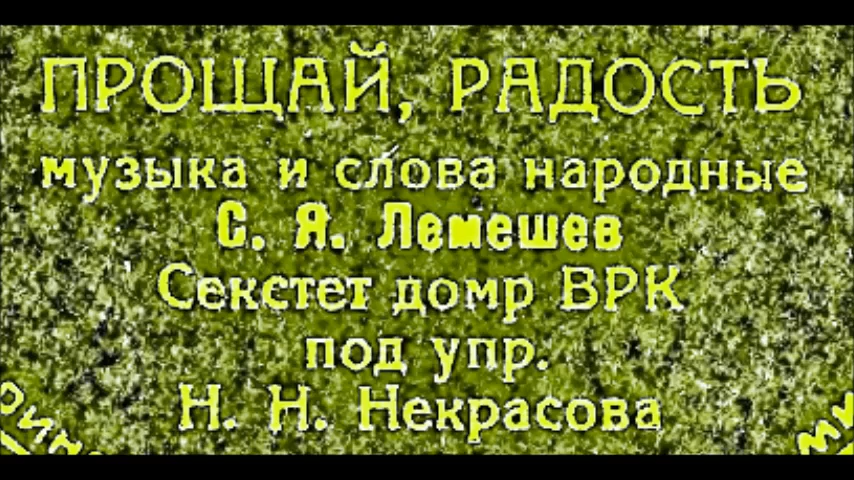 ПРОЩАЙ, РАДОСТЬ
музыка и слова народные
С. Я. Лемешев
Секстет домр ВРК
под упр.
Н. Н. Некрасова